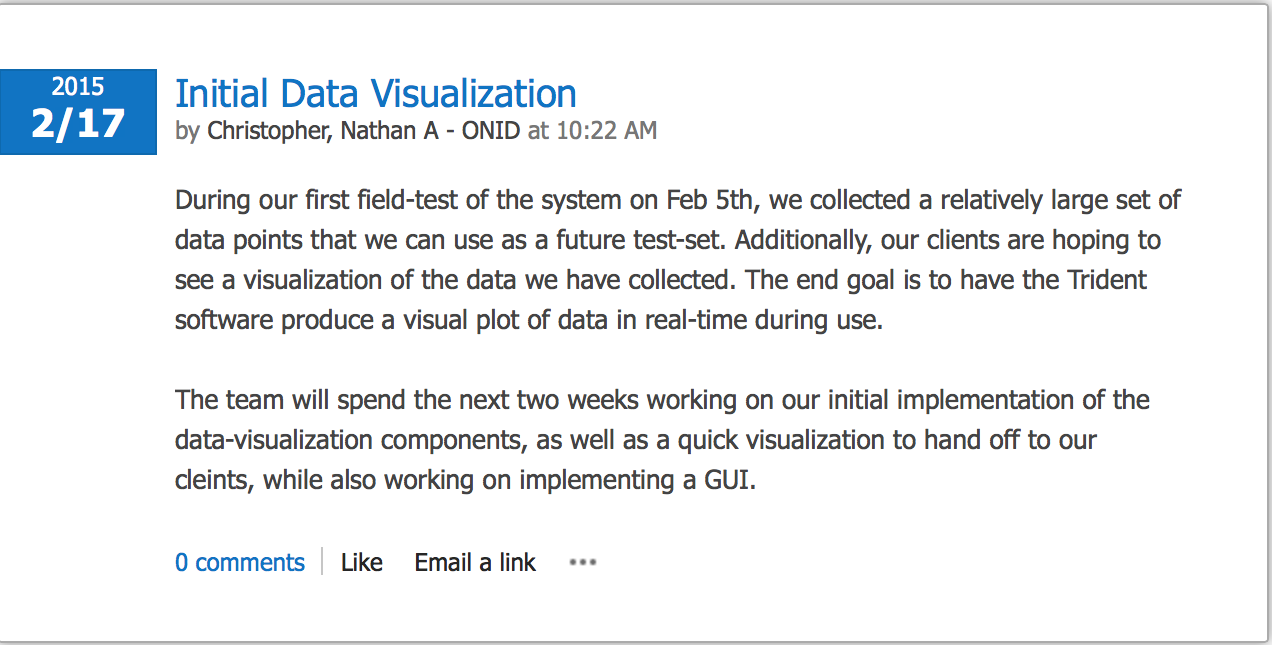 2015
2/17
Initial Data Visualization
by Christopher, Nathan A - ONID at 10:22 AM
During our first field-test of the system on Feb 5th, we collected a relatively large set of
data points that we can use as a future test-set. Additionally, our clients are hoping to
see a visualization of the data we have collected. The end goal is to have the Trident
software produce a visual plot of data in real-time during use.
The team will spend the next two weeks working on our initial implementation of the
data-visualization components, as well as a quick visualization to hand off to our
cleints, while also working on implementing a GUI.
0 comments Like Email a link •••